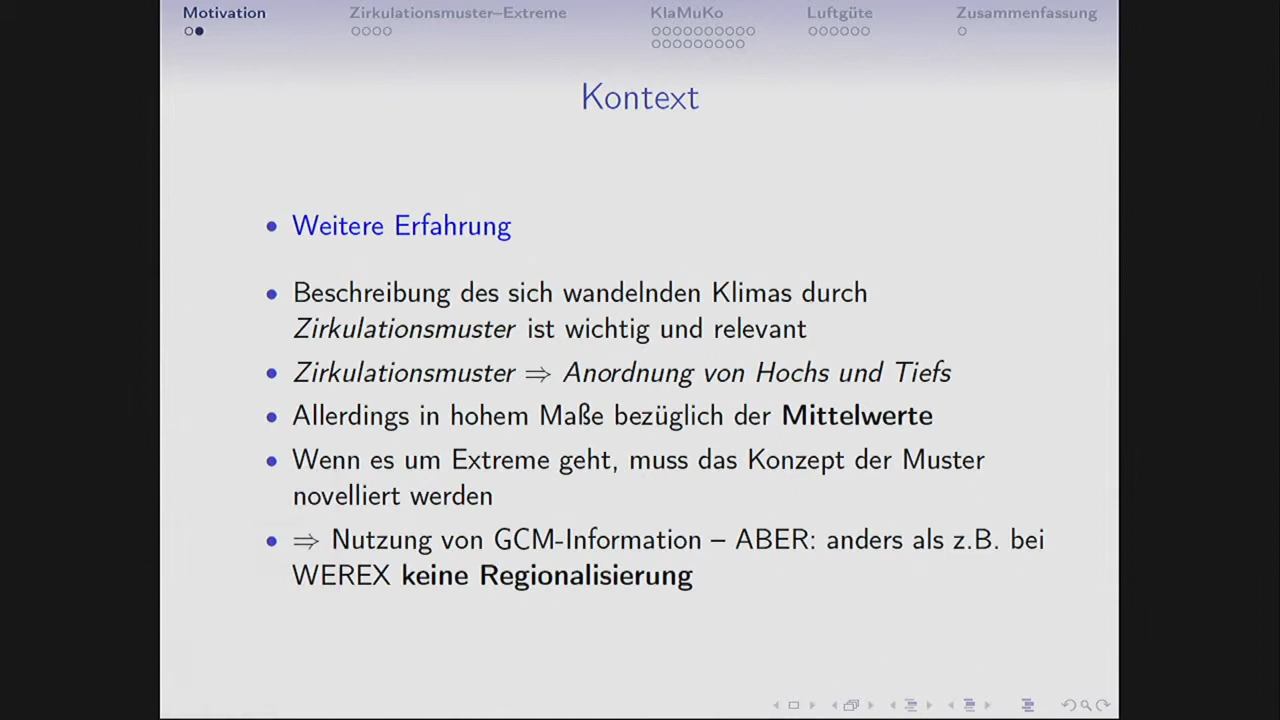 Motivation
Zirkulationsmuster–Extreme
KlaMuKo
Luftgüte
Zusammenfassung
Kontext
• Weitere Erfahrung
• Beschreibung des sich wandelnden Klimas durch
Zirkulationsmuster ist wichtig und relevant
• Zirkulationsmuster ⇒ Anordnung von Hochs und Tiefs
• Allerdings in hohem Maße bezüglich der Mittelwerte
• Wenn es um Extreme geht, muss das Konzept der Muster
novelliert werden
• ⇒ Nutzung von GCM-Information – ABER: anders als z.B. bei
WEREX keine Regionalisierung